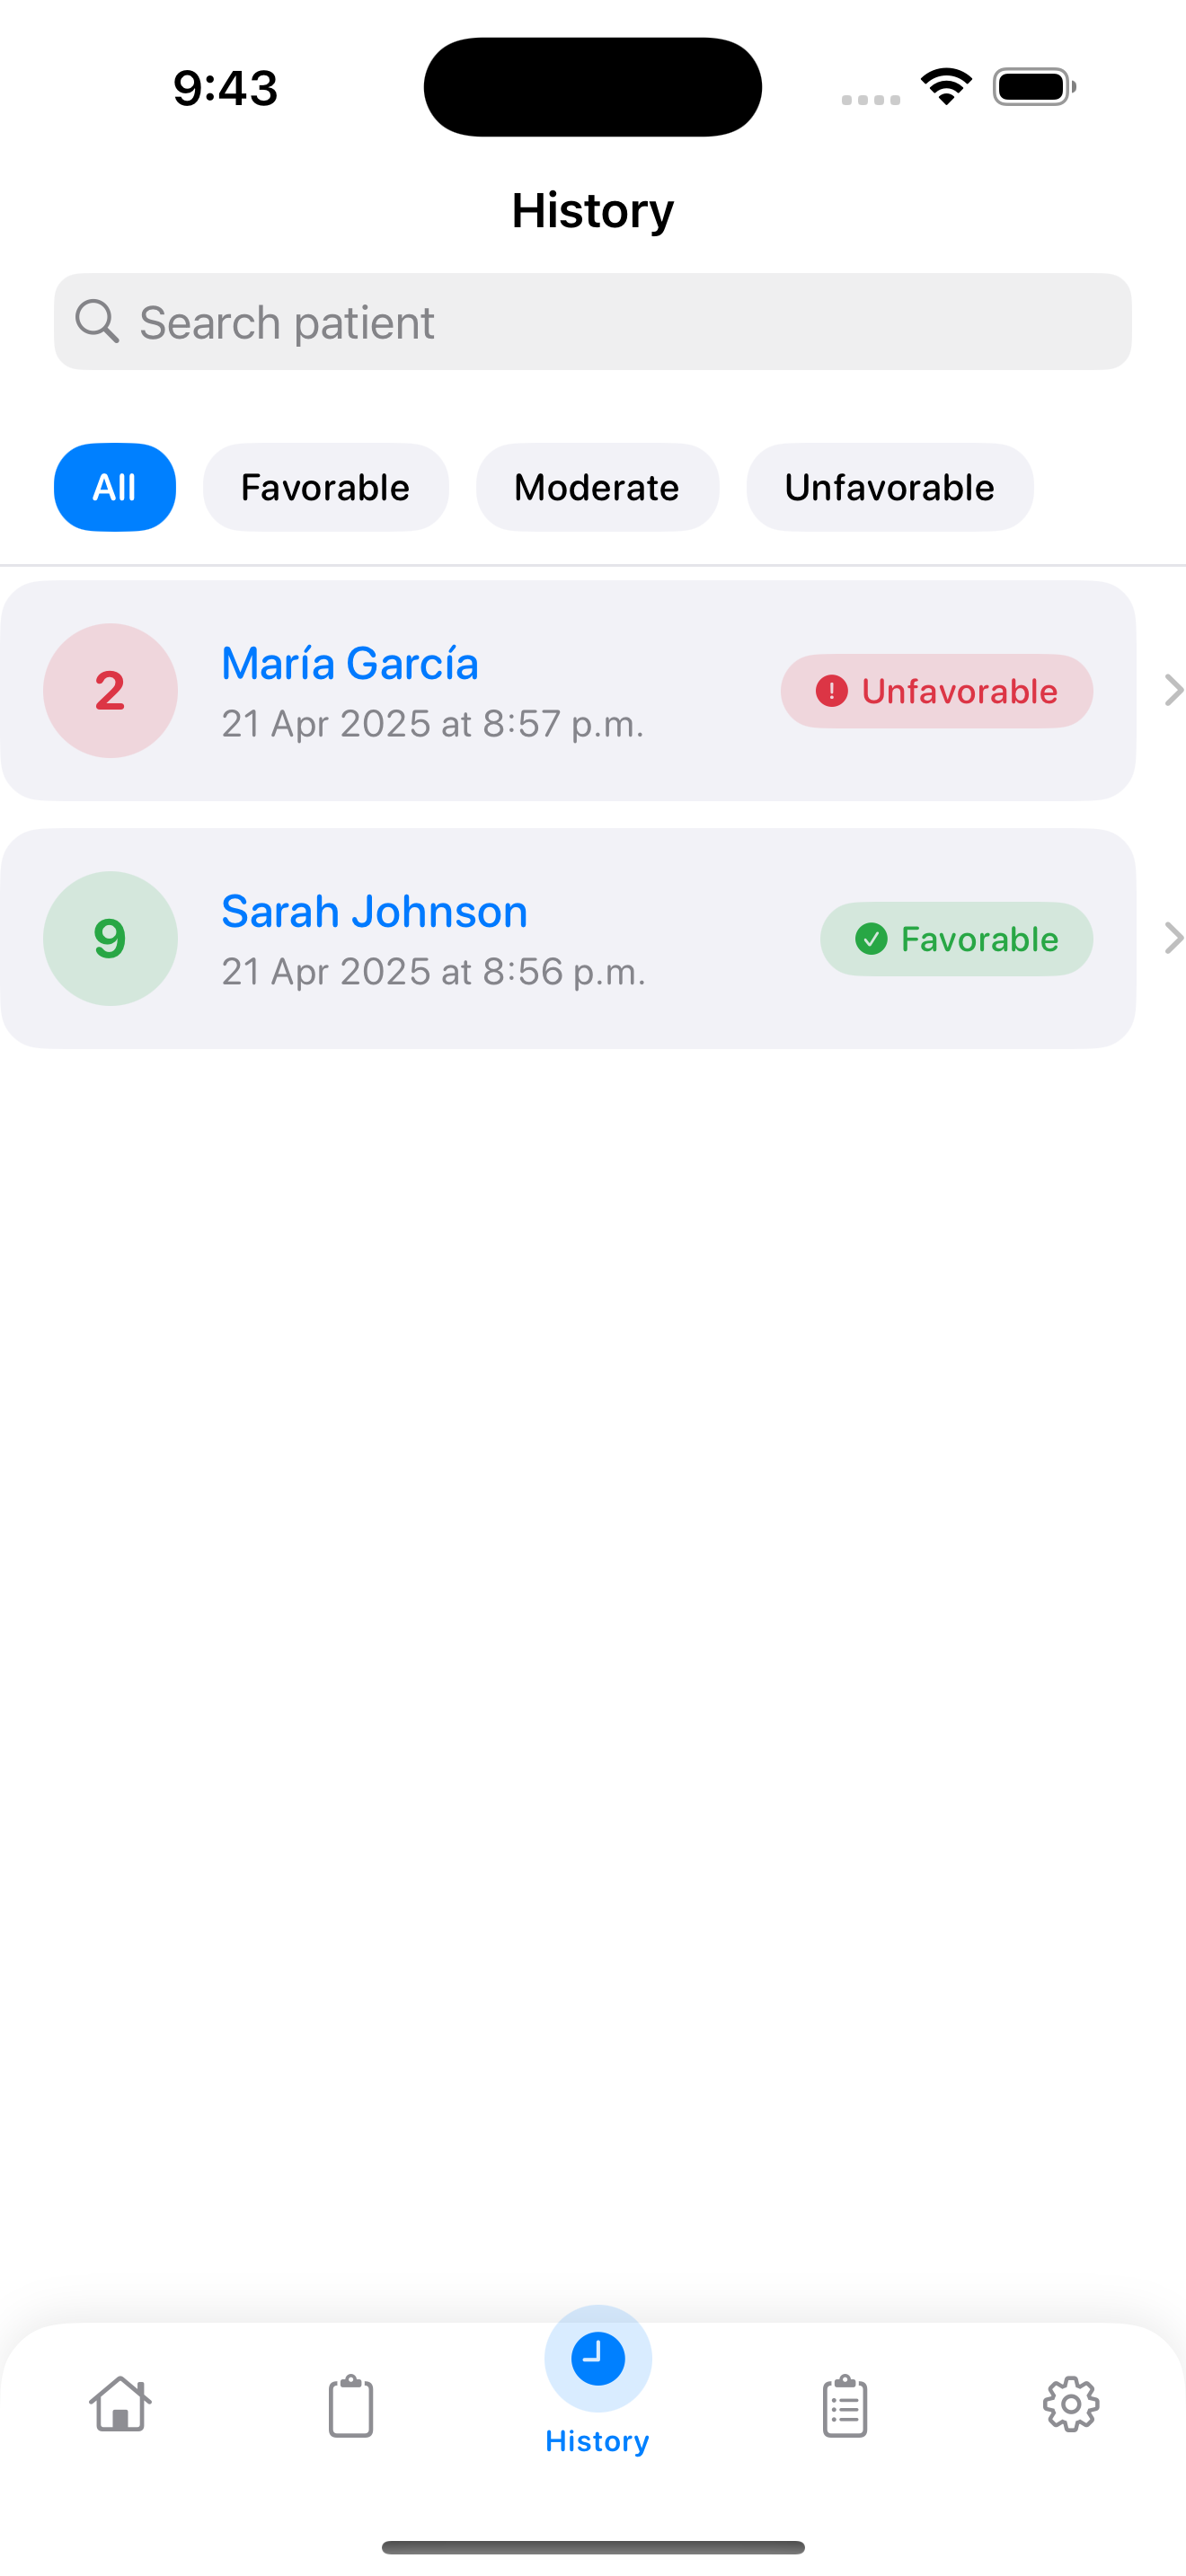 9:43
History
Search patient
All Favorable Moderate Unfavorable
2 María García Unfavorable
21 Apr 2025 at 8:57 p.m.
9 Sarah Johnson Favorable
21 Apr 2025 at 8:56 p.m.
History